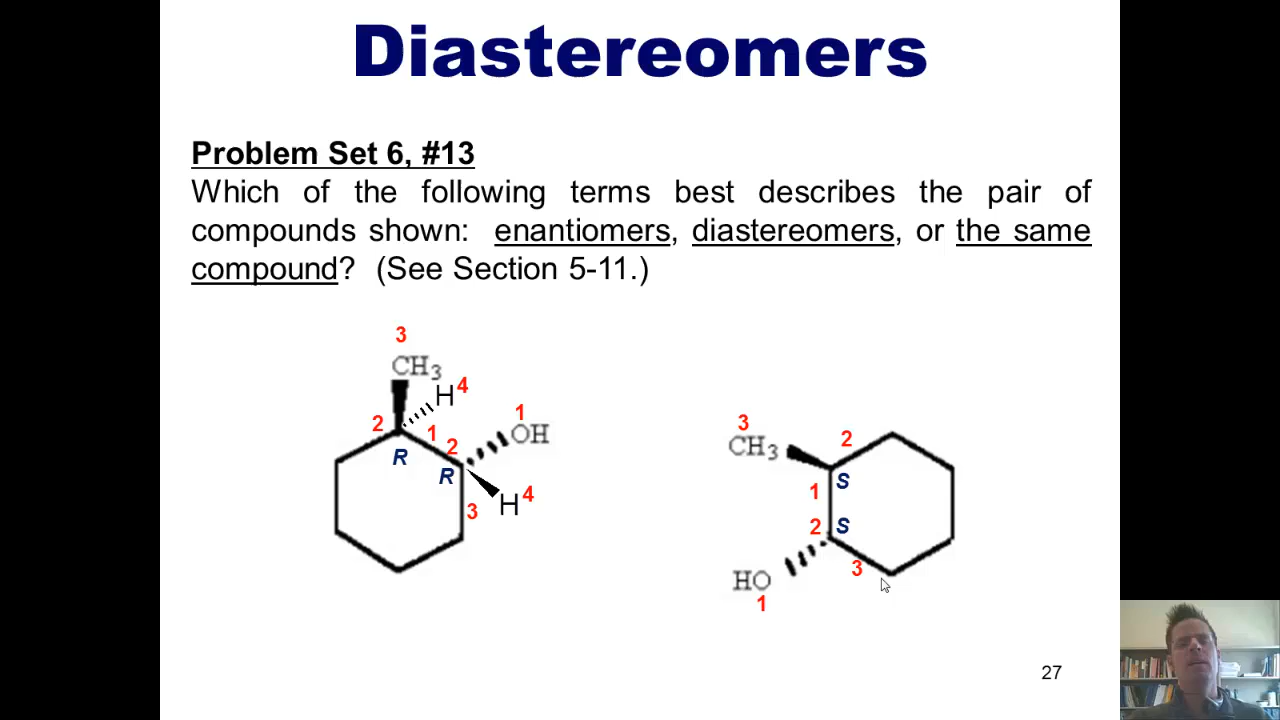 Diastereomers
Problem Set 6, #13
Which of the following terms best describes the pair of
compounds shown: enantiomers, diastereomers, or the same
compound? (See Section 5-11.)
3
CH3
H 4
2 1 2 1
OH
R R
H 4
3
3
CH3 2
S
1
2 S
3
HO
1
27